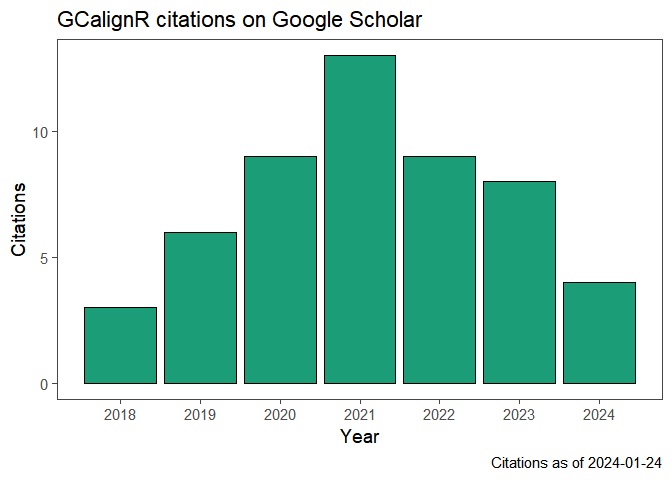 GCalignR citations on Google Scholar
Citations
10
5
0
2018 2019 2020 2021 2022 2023 2024
Year
Citations as of 2024-01-24